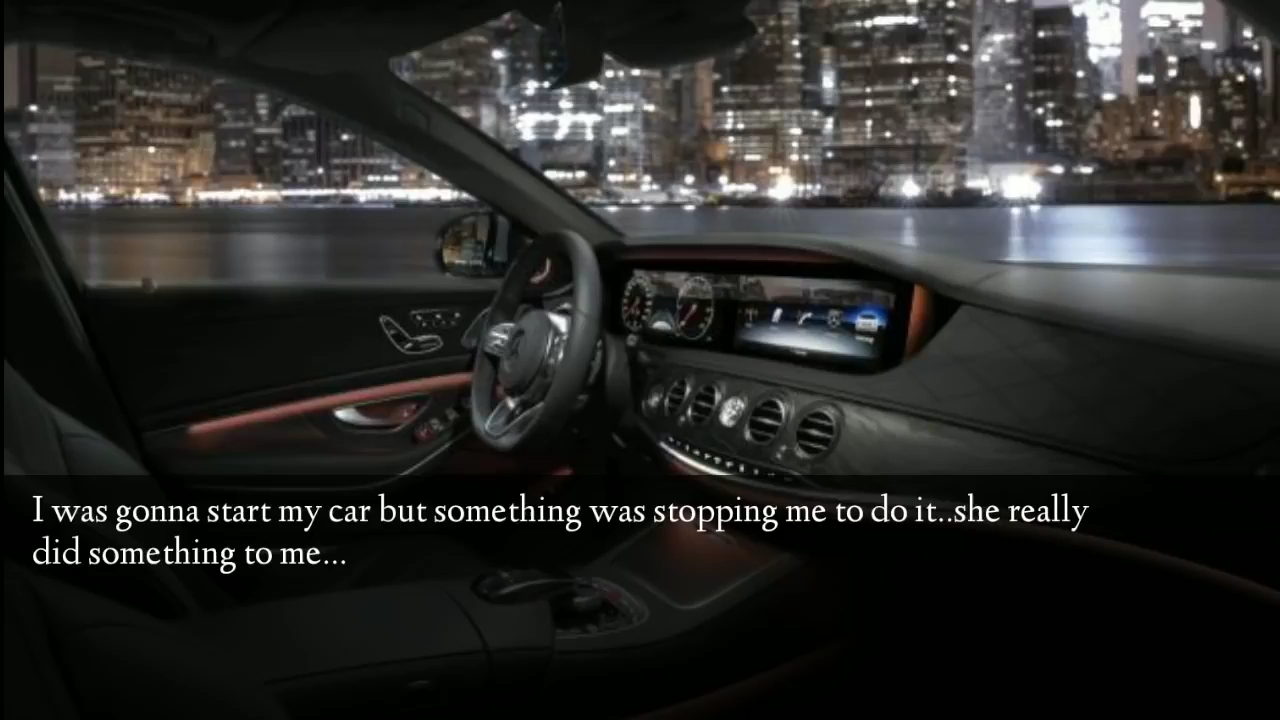 I was gonna start my car but something was stopping me to do it..she really
did something to me...